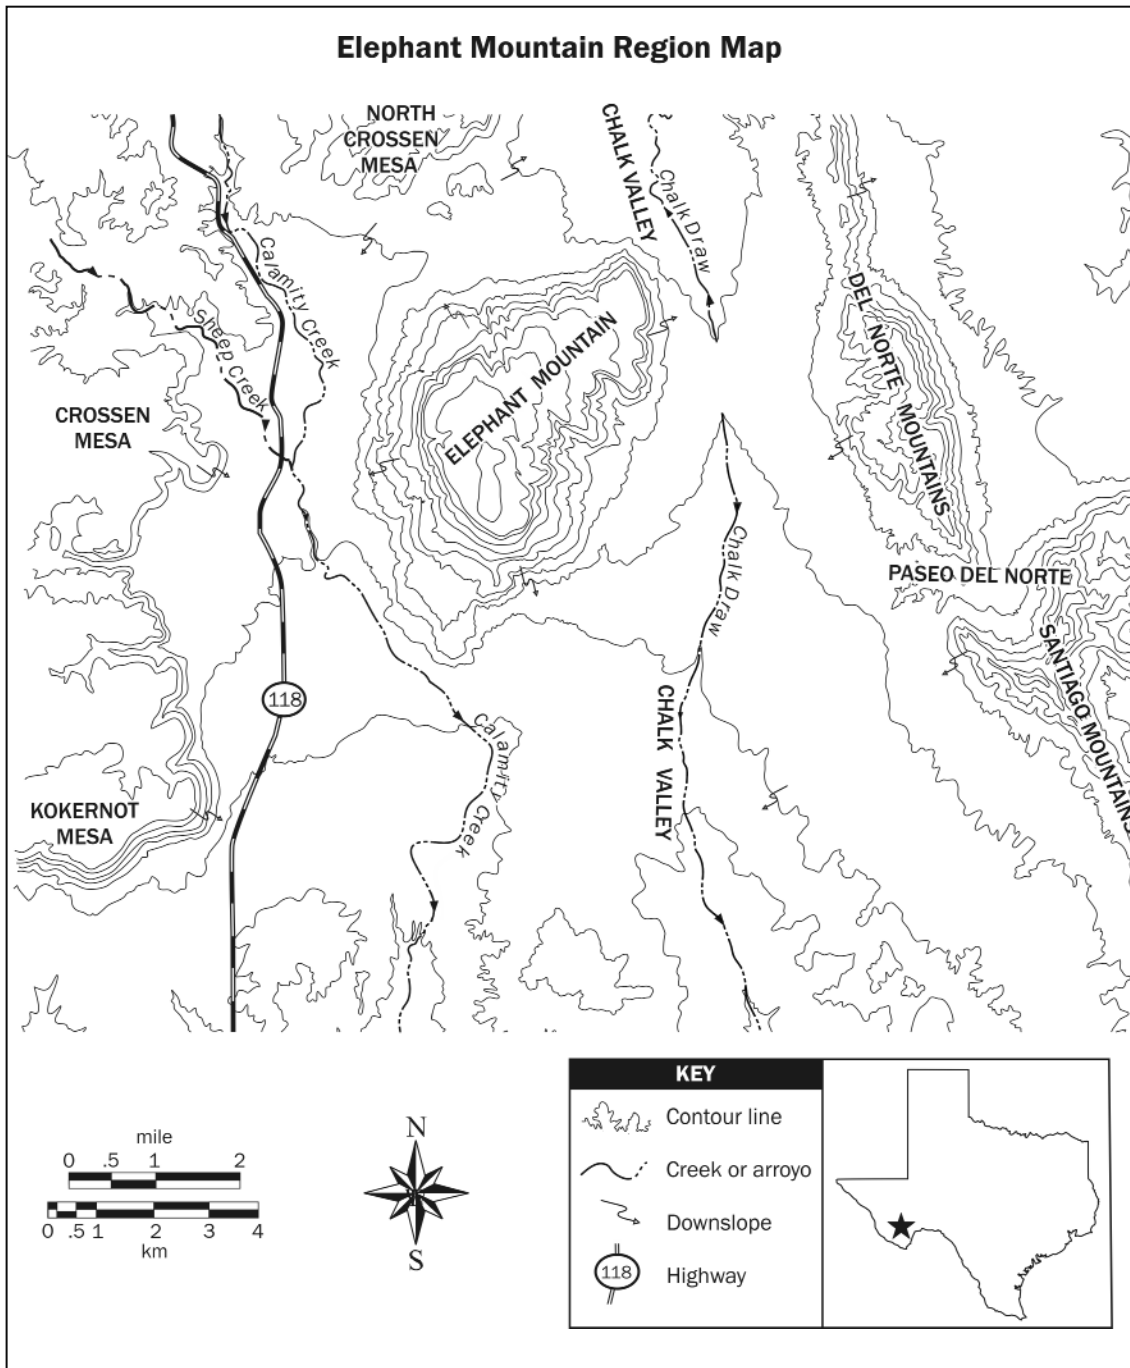 Elephant Mountain Region Map
NORTH
CROSSEN
MESA
CHALK VALLEY
Chalk Draw
Calamity Creek
Sheep Creek
DEL NORTE MOUNTAINS
ELEPHANT MOUNTAIN
CROSSEN
MESA
Chalk Draw
PASEO DEL NORTE
SANTIAGO MOUNTAINS
118
CHALK VALLEY
Calamity Creek
KOKERNOT
MESA
mile
0 .5 1 2
0 .5 1 2 3 4
km
N
S
KEY
Contour line
Creek or arroyo
Downslope
118 Highway